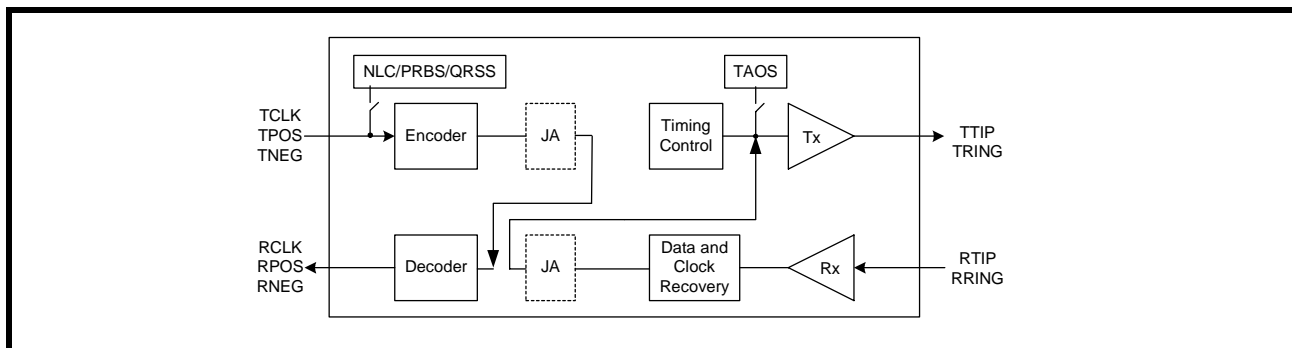 NLC/PRBS/QRSS
TAOS
TCLK
TPOS
TNEG
Encoder
JA
Timing
Control
Tx
TTIP
TRING
RCLK
RPOS
RNEG
Decoder
JA
Data and
Clock
Recovery
Rx
RTIP
RRING